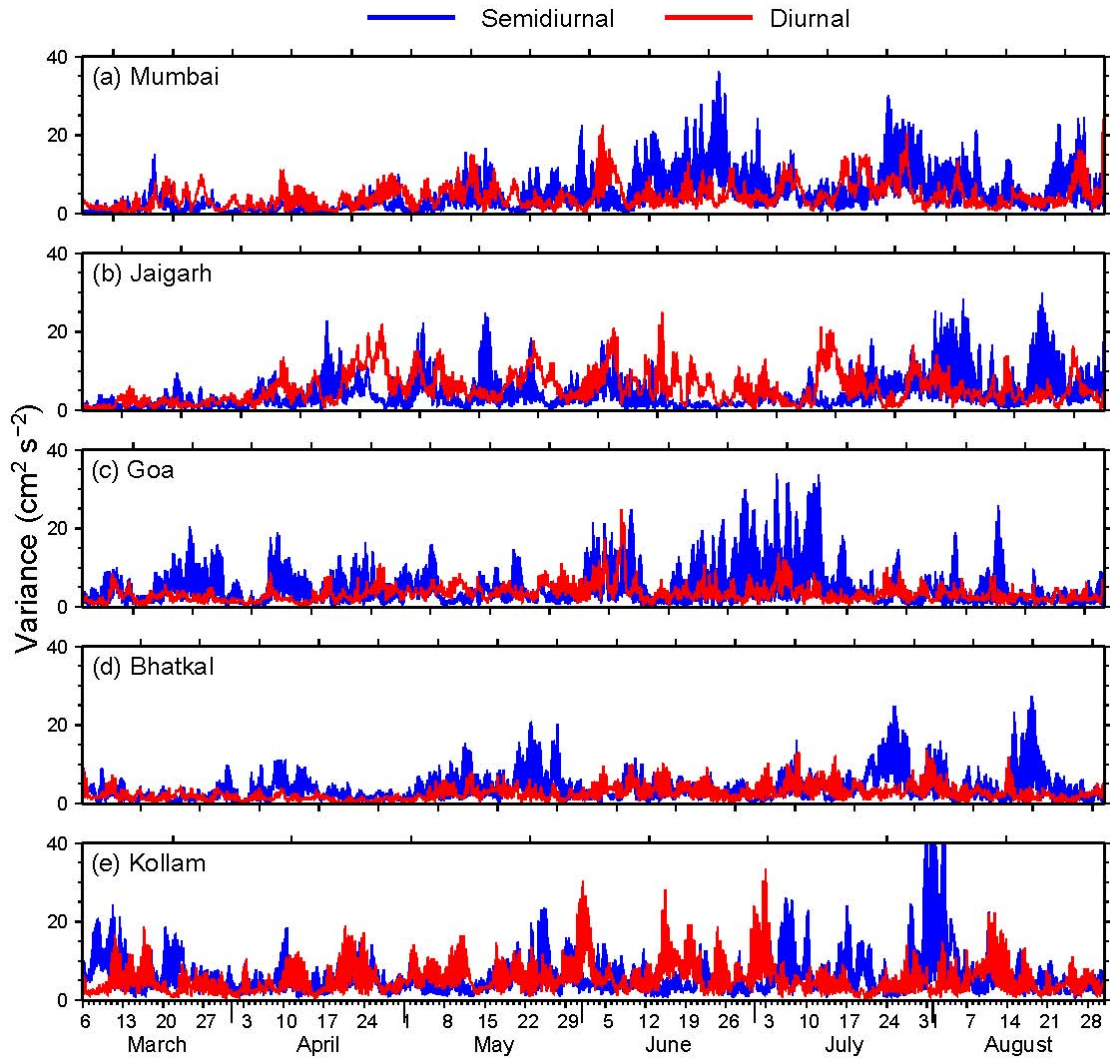 Semidiurnal Diurnal
Variance (cm² s⁻²)
(a) Mumbai
40
20
0
(b) Jaigarh
40
20
0
(c) Goa
40
20
0
(d) Bhatkal
40
20
0
(e) Kollam
40
20
0
6 13 20 27 3 10 17 24 1 8 15 22 29 5 12 19 26 3 10 17 24 31 7 14 21 28
March April May June July August